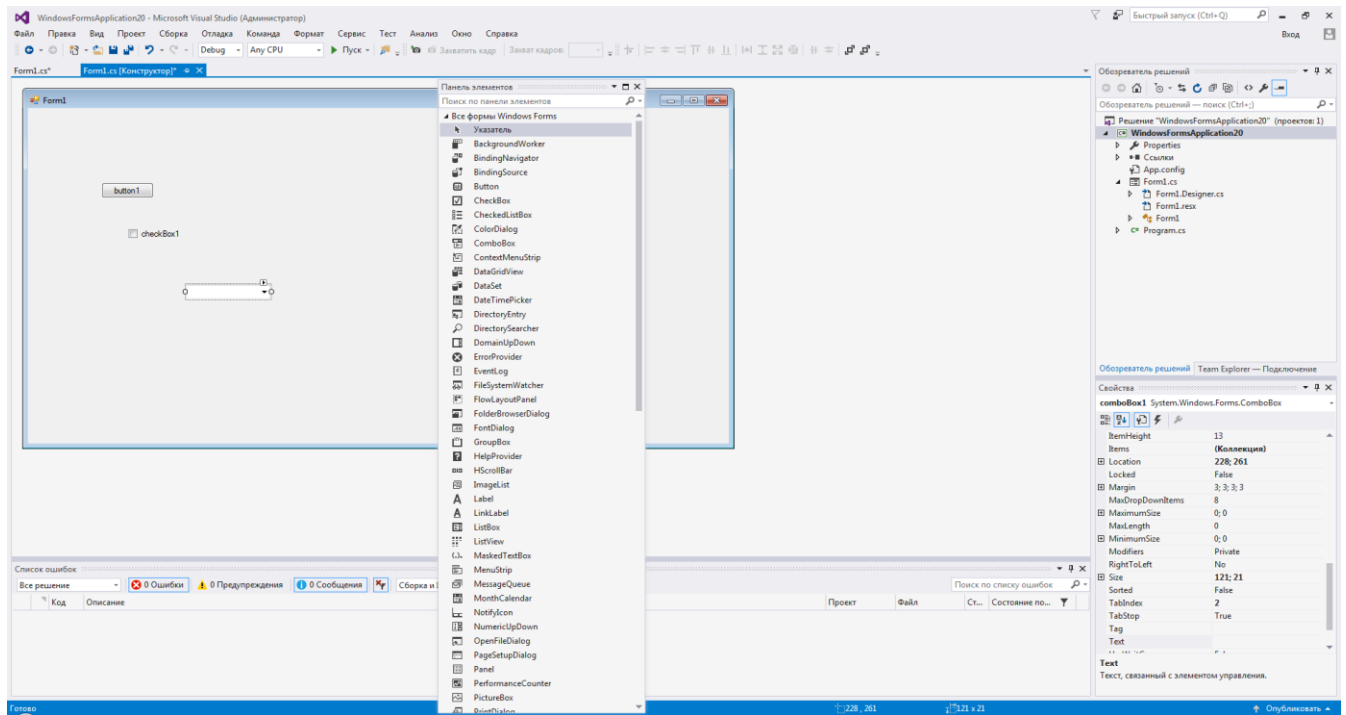 WindowsFormsApplication20 - Microsoft Visual Studio (Администратор)
Быстрый запуск (Ctrl+Q)
Файл Правка Вид Проект Сборка Отладка Команда Формат Сервис Тест Анализ Окно Справка
Вход
Debug Any CPU Пуск Захватить кадр Захват кадров:
Form1.cs* Form1.cs [Конструктор]*
Form1
button1
checkBox1
Панель элементов
Поиск по панели элементов
Все формы Windows Forms
Указатель
BackgroundWorker
BindingNavigator
BindingSource
Button
CheckBox
CheckedListBox
ColorDialog
ComboBox
ContextMenuStrip
DataGridView
DataSet
DateTimePicker
DirectoryEntry
DirectorySearcher
DomainUpDown
ErrorProvider
EventLog
FileSystemWatcher
FlowLayoutPanel
FolderBrowserDialog
FontDialog
GroupBox
HelpProvider
HScrollBar
ImageList
Label
LinkLabel
ListBox
ListView
MaskedTextBox
MenuStrip
MessageQueue
MonthCalendar
NotifyIcon
NumericUpDown
OpenFileDialog
PageSetupDialog
Panel
PerformanceCounter
PictureBox
PrintDialog
Обозреватель решений
Обозреватель решений — поиск (Ctrl+;)
Решение "WindowsFormsApplication20" (проектов: 1)
WindowsFormsApplication20
Properties
Ссылки
App.config
Form1.cs
Form1.Designer.cs
Form1.resx
Form1
Program.cs
Обозреватель решений Team Explorer — Подключение
Свойства
comboBox1 System.Windows.Forms.ComboBox
ItemHeight 13
Items (Коллекция)
Location 228; 261
Locked False
Margin 3; 3; 3; 3
MaxDropDownItems 8
MaximumSize 0; 0
MaxLength 0
MinimumSize 0; 0
Modifiers Private
RightToLeft No
Size 121; 21
Sorted False
TabIndex 2
TabStop True
Tag
Text
Text
Текст, связанный с элементом управления.
Список ошибок
Все решение 0 Ошибки 0 Предупреждения 0 Сообщения Сборка и
Поиск по списку ошибок
Код Описание Проект Файл Ст... Состояние по...
Готово 228 , 261 121 x 21 Опубликовать